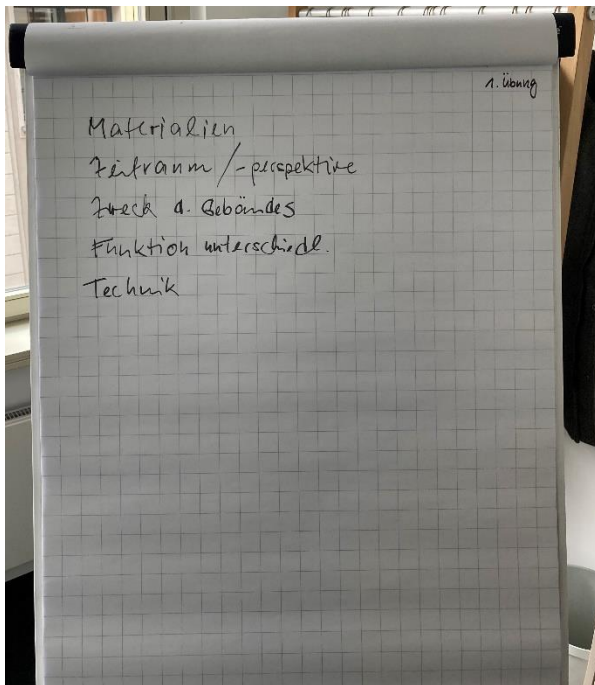 1. Übung
Materialien
Zeitraum / -perspektive
Zweck d. Gebäudes
Funktion unterschiedl.
Technik